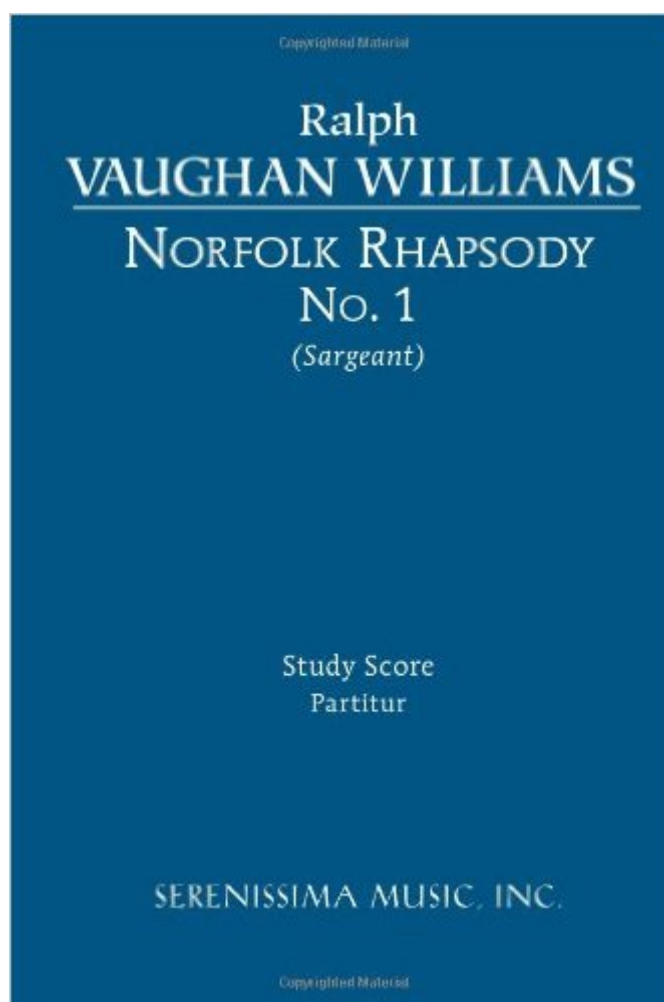 Copyrighted Material
Ralph
VAUGHAN WILLIAMS
NORFOLK RHAPSODY
NO. 1
(Sargeant)
Study Score
Partitur
SERENISSIMA MUSIC, INC.
Copyrighted Material